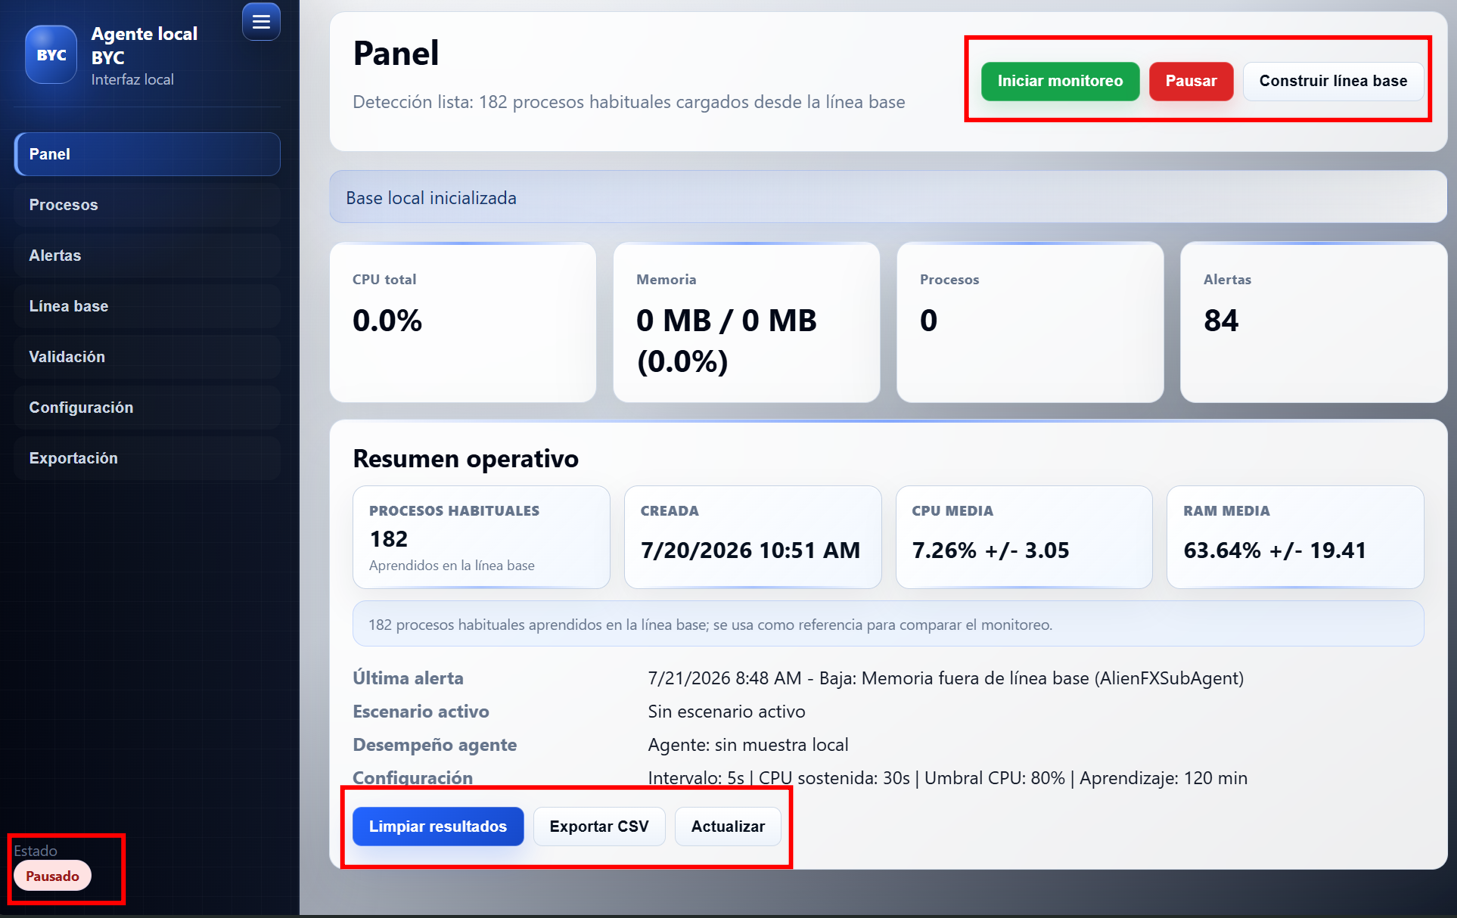 BYC
Agente local
BYC
Interfaz local
Panel
Procesos
Alertas
Línea base
Validación
Configuración
Exportación
Estado
Pausado
Panel
Detección lista: 182 procesos habituales cargados desde la línea base
Iniciar monitoreo
Pausar
Construir línea base
Base local inicializada
CPU total
0.0%
Memoria
0 MB / 0 MB
(0.0%)
Procesos
0
Alertas
84
Resumen operativo
PROCESOS HABITUALES
182
Aprendidos en la línea base
CREADA
7/20/2026 10:51 AM
CPU MEDIA
7.26% +/- 3.05
RAM MEDIA
63.64% +/- 19.41
182 procesos habituales aprendidos en la línea base; se usa como referencia para comparar el monitoreo.
Última alerta 7/21/2026 8:48 AM - Baja: Memoria fuera de línea base (AlienFXSubAgent)
Escenario activo Sin escenario activo
Desempeño agente Agente: sin muestra local
Configuración Intervalo: 5s | CPU sostenida: 30s | Umbral CPU: 80% | Aprendizaje: 120 min
Limpiar resultados
Exportar CSV
Actualizar